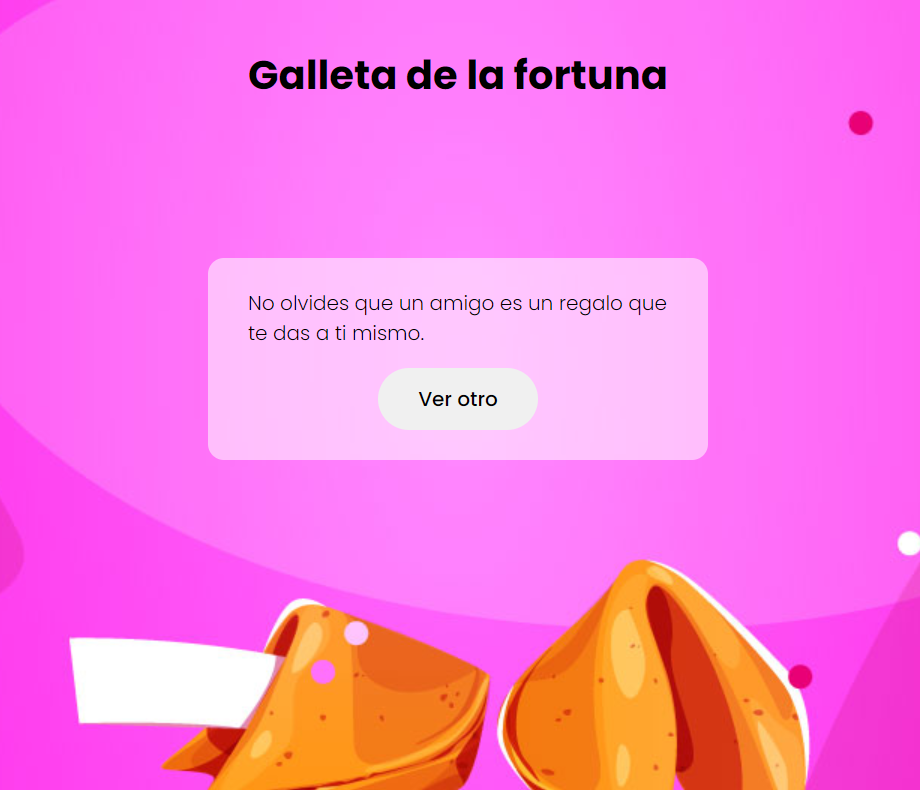 Galleta de la fortuna
No olvides que un amigo es un regalo que
te das a ti mismo.
Ver otro